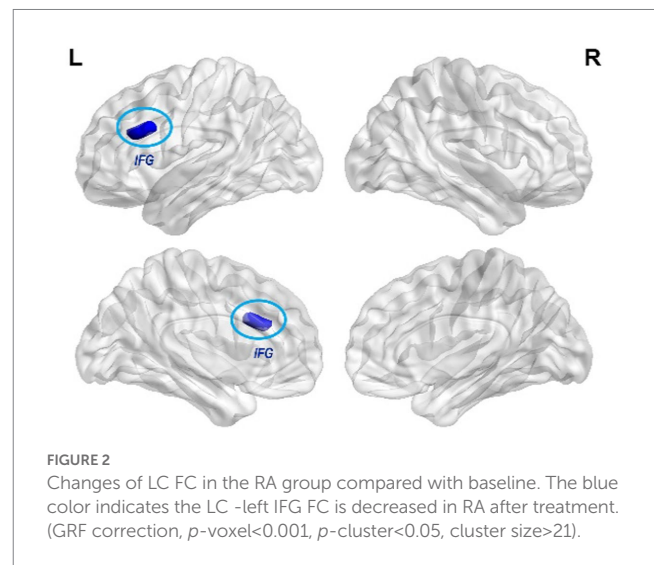 L R
IFG
IFG
FIGURE 2
Changes of LC FC in the RA group compared with baseline. The blue
color indicates the LC -left IFG FC is decreased in RA after treatment.
(GRF correction, p-voxel<0.001, p-cluster<0.05, cluster size>21).